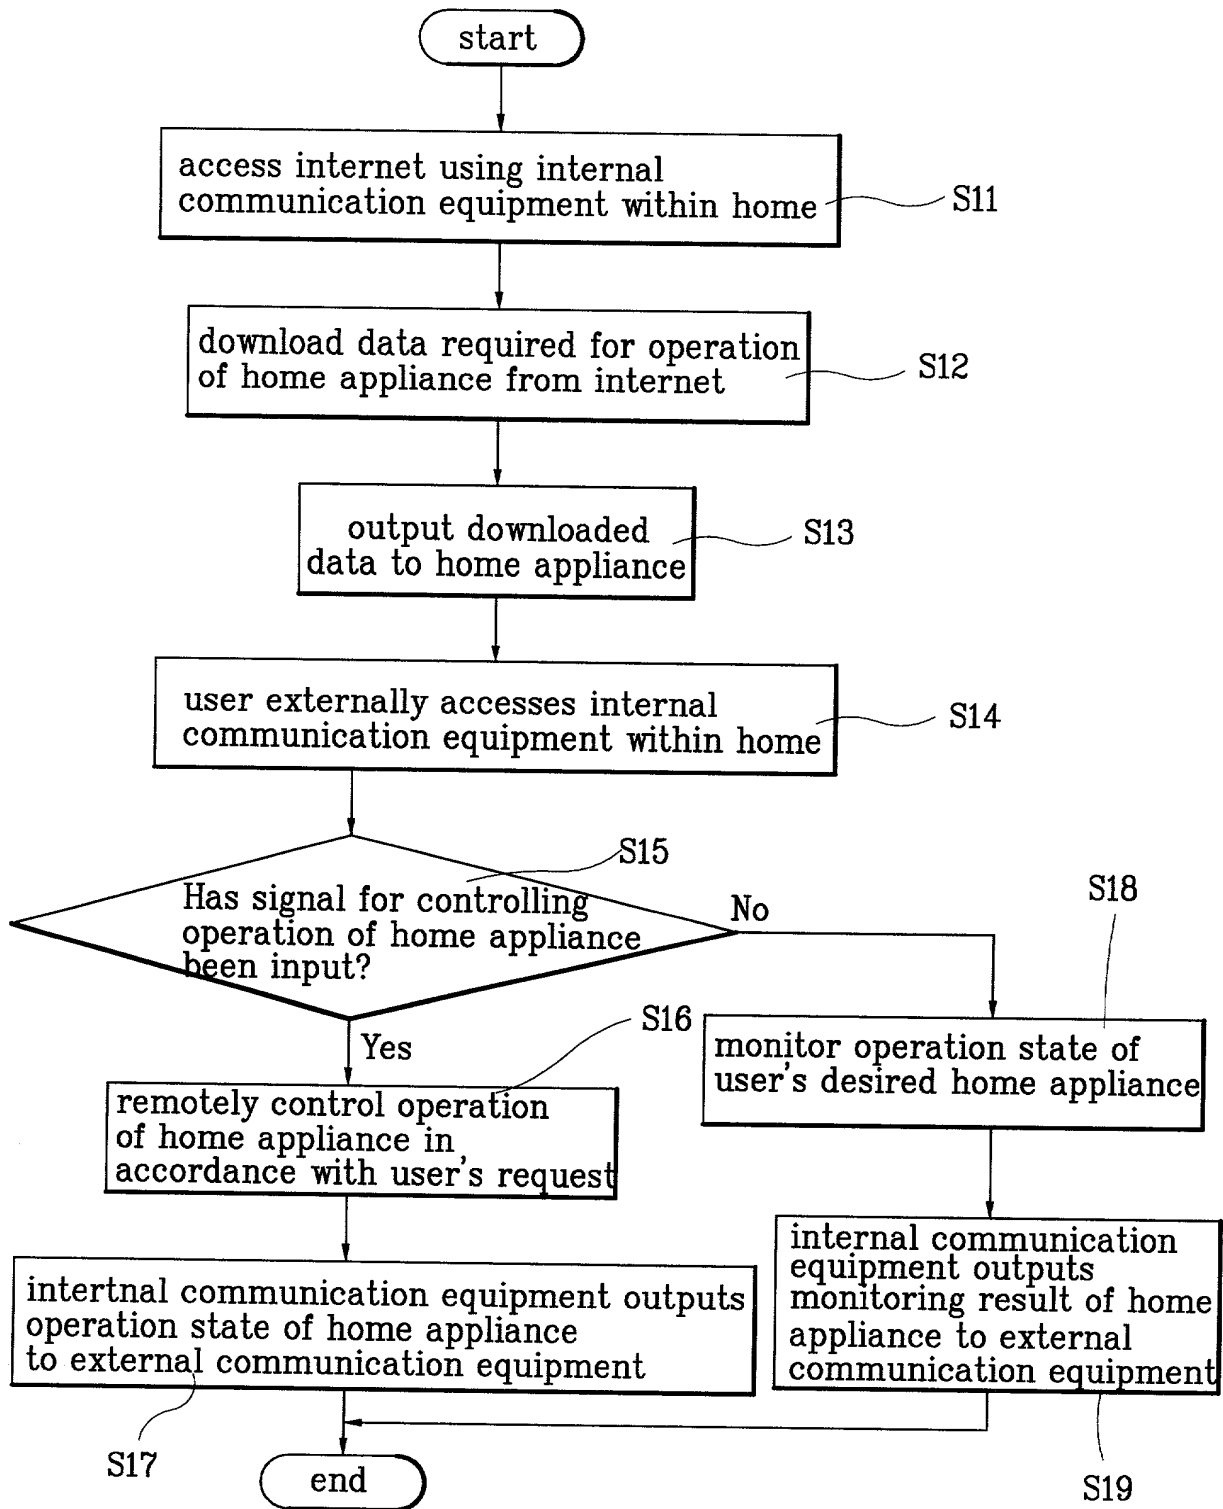 start
access internet using internal
communication equipment within home
S11
download data required for operation
of home appliance from internet
S12
output downloaded
data to home appliance
S13
user externally accesses internal
communication equipment within home
S14
S15
Has signal for controlling
operation of home appliance
been input?
No
Yes
S16
remotely control operation
of home appliance in
accordance with user's request
intertnal communication equipment outputs
operation state of home appliance
to external communication equipment
S17
S18
monitor operation state of
user's desired home appliance
internal communication
equipment outputs
monitoring result of home
appliance to external
communication equipment
S19
end